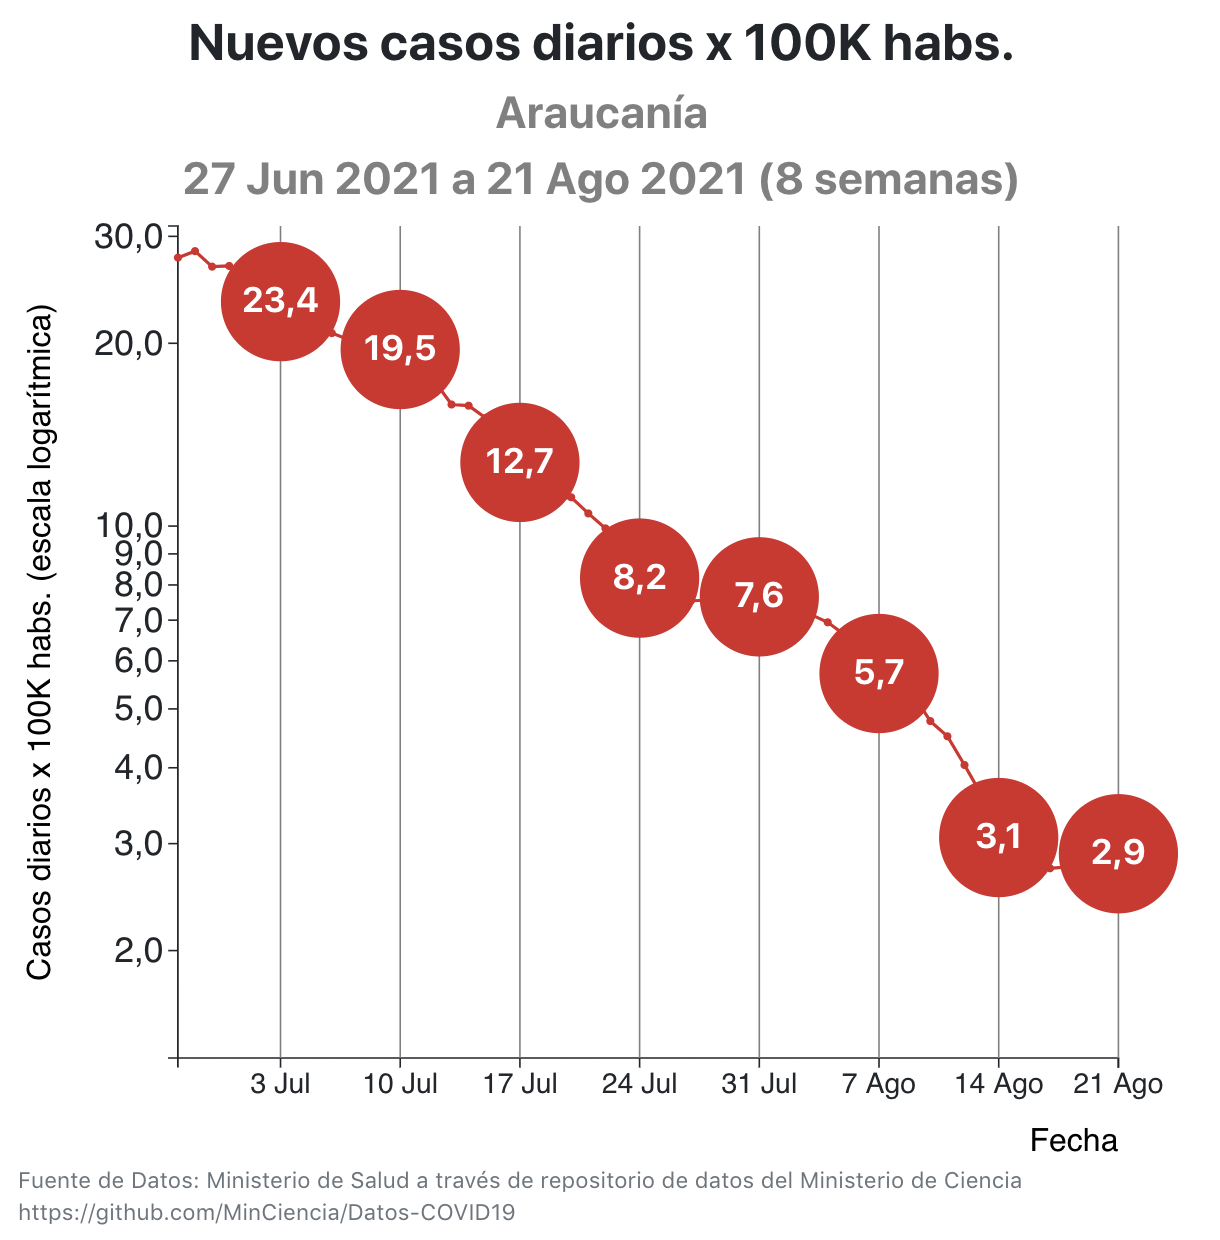 Nuevos casos diarios x 100K habs.
Araucanía
27 Jun 2021 a 21 Ago 2021 (8 semanas)
Casos diarios x 100K habs. (escala logarítmica)
30,0
20,0
10,0
9,0
8,0
7,0
6,0
5,0
4,0
3,0
2,0
23,4
19,5
12,7
8,2
7,6
5,7
3,1
2,9
3 Jul
10 Jul
17 Jul
24 Jul
31 Jul
7 Ago
14 Ago
21 Ago
Fecha
Fuente de Datos: Ministerio de Salud a través de repositorio de datos del Ministerio de Ciencia
https://github.com/MinCiencia/Datos-COVID19